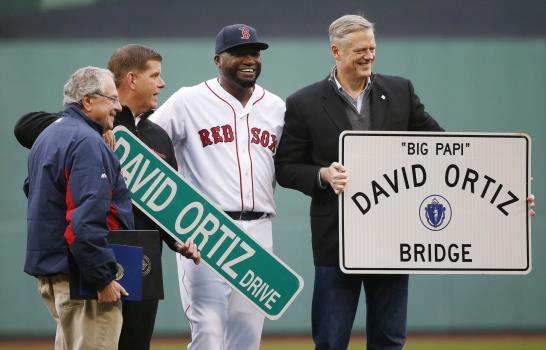 RED SOX
DAVID ORTIZ DRIVE
"BIG PAPI"
DAVID ORTIZ
BRIDGE